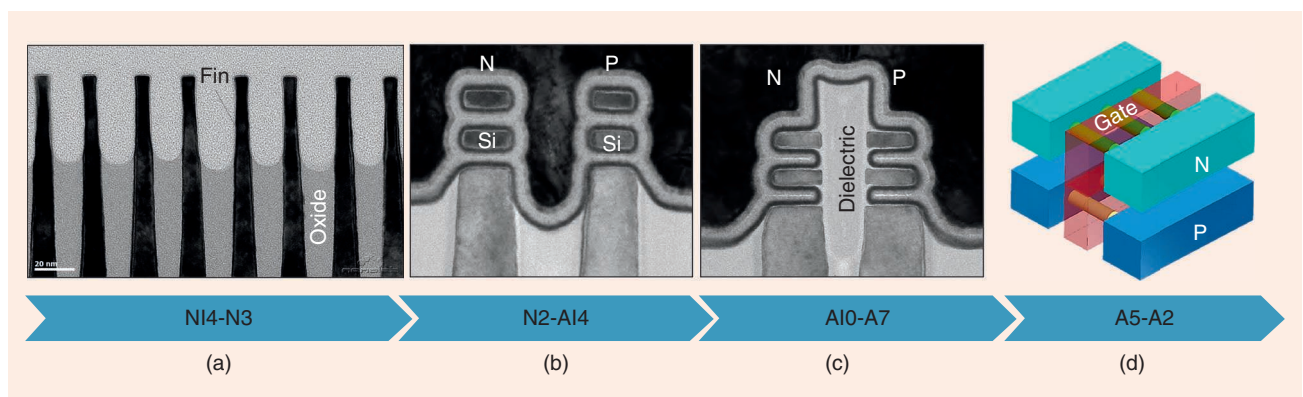 Fin
Oxide
20 nm
N
P
Si
Si
N
P
Dielectric
Gate
N
P
NI4-N3
N2-AI4
AI0-A7
A5-A2
(a)
(b)
(c)
(d)